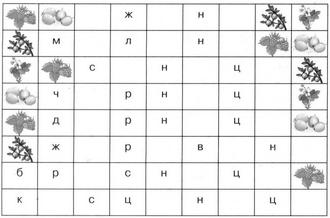 ж н
м л н
с н ц
ч р н ц
д р н ц
ж р в н
б р с н ц
к с ц н ц